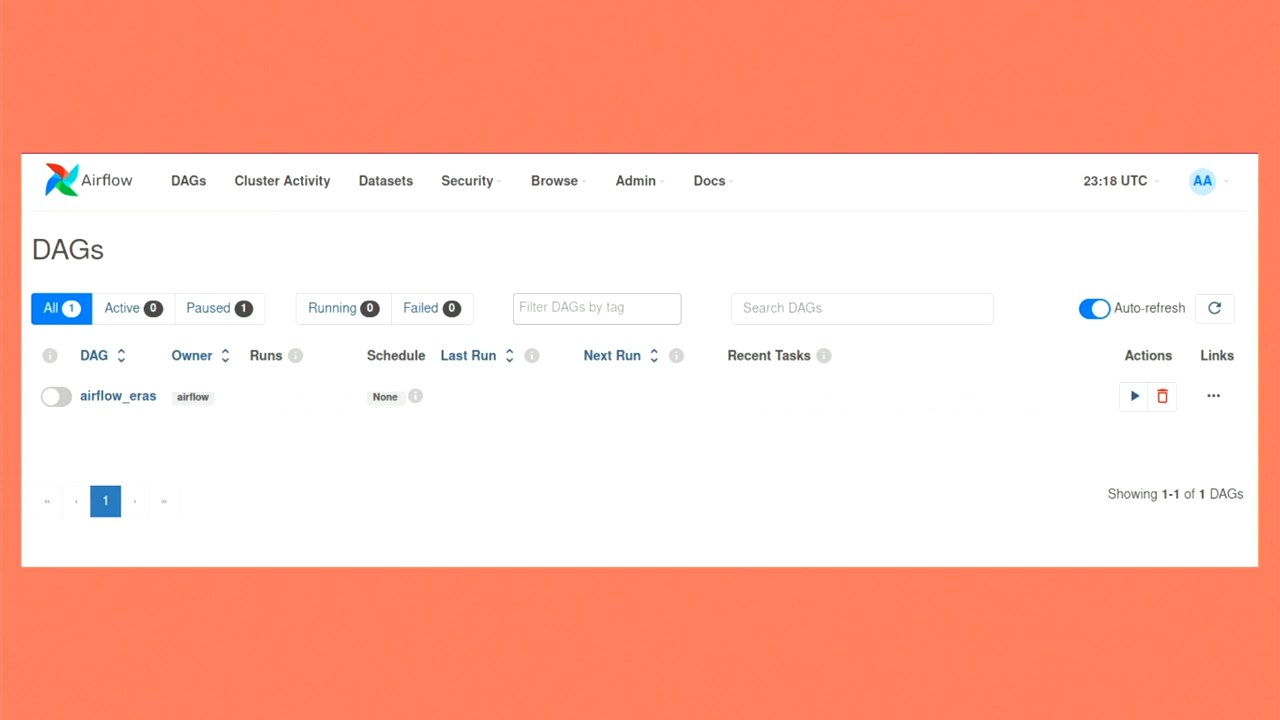 Airflow DAGs Cluster Activity Datasets Security Browse Admin Docs 23:18 UTC AA
DAGs
All 1 Active 0 Paused 1 Running 0 Failed 0 Filter DAGs by tag Search DAGs Auto-refresh
i DAG Owner Runs i Schedule Last Run i Next Run i Recent Tasks i Actions Links
airflow_eras airflow None i ...
« ‹ 1 › » Showing 1-1 of 1 DAGs